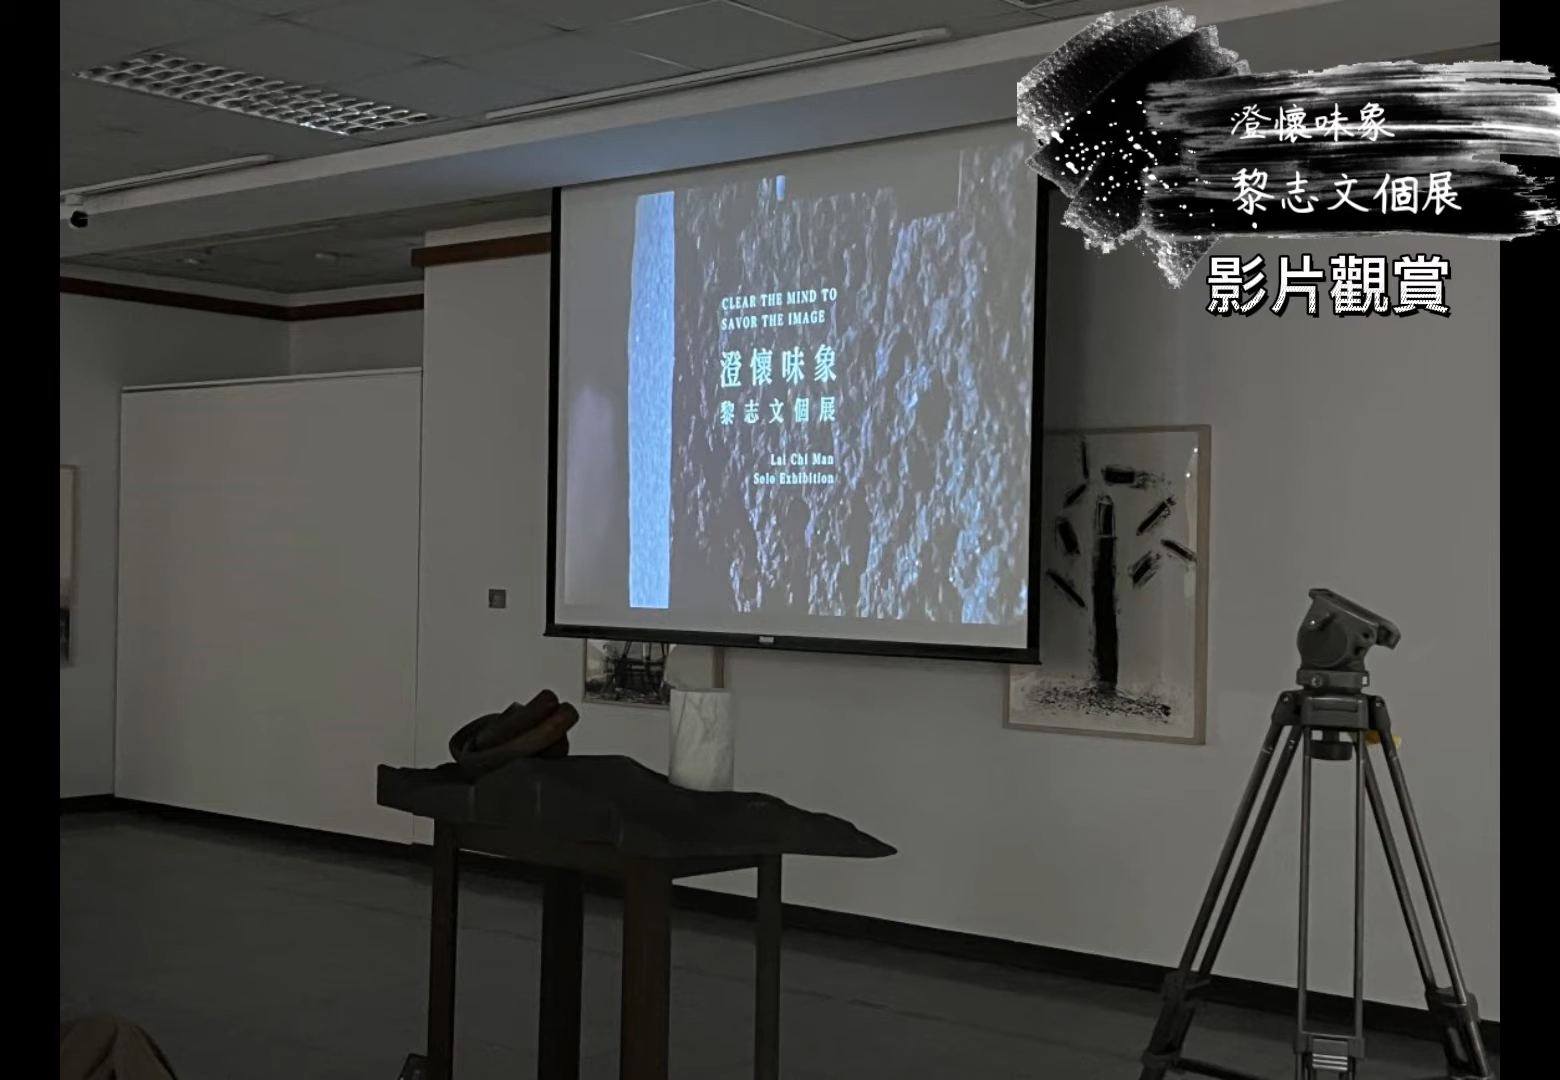 澄懷味象
黎志文個展
影片觀賞
CLEAR THE MIND TO
SAVOR THE IMAGE
澄懷味象
黎志文個展
Lai Chi Man
Solo Exhibition